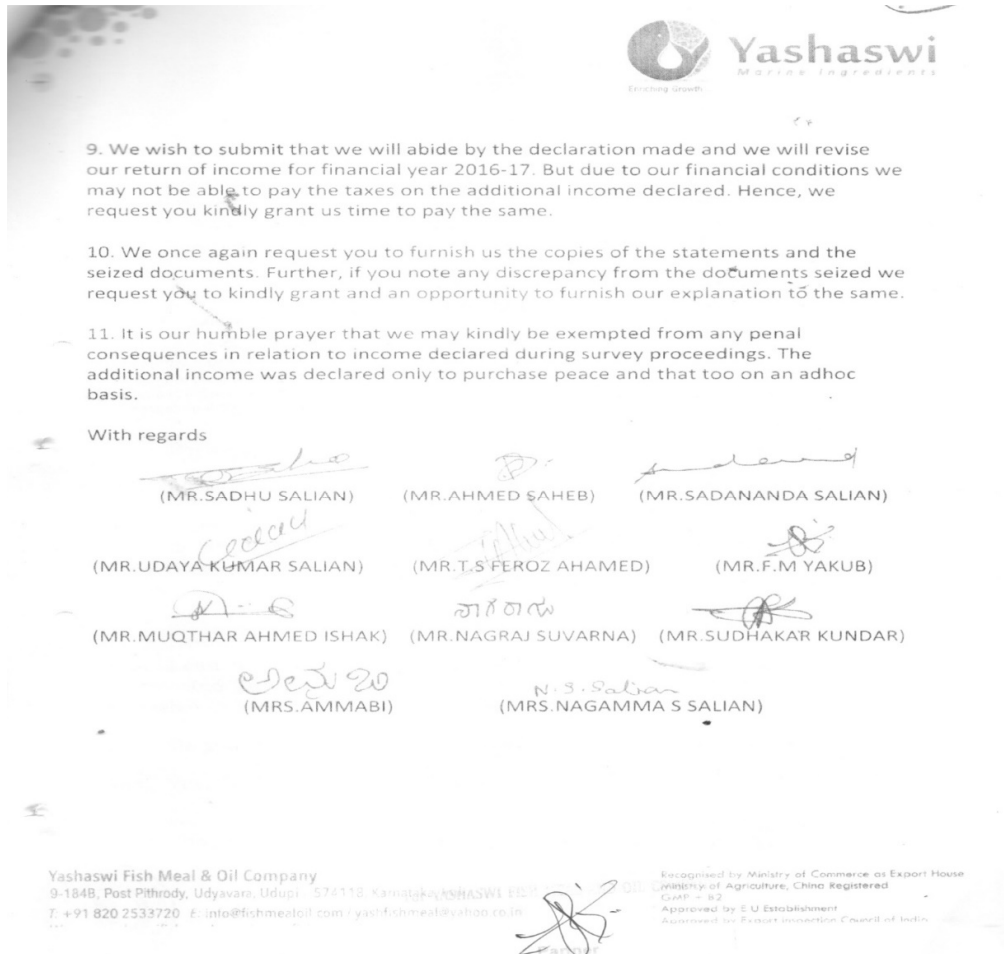 Yashaswi
Marine Ingredients
Enriching Growth
9. We wish to submit that we will abide by the declaration made and we will revise
our return of income for financial year 2016-17. But due to our financial conditions we
may not be able to pay the taxes on the additional income declared. Hence, we
request you kindly grant us time to pay the same.
10. We once again request you to furnish us the copies of the statements and the
seized documents. Further, if you note any discrepancy from the documents seized we
request you to kindly grant and an opportunity to furnish our explanation to the same.
11. It is our humble prayer that we may kindly be exempted from any penal
consequences in relation to income declared during survey proceedings. The
additional income was declared only to purchase peace and that too on an adhoc
basis.
With regards
(MR.SADHU SALIAN) (MR.AHMED SAHEB) (MR.SADANANDA SALIAN)
(MR.UDAYA KUMAR SALIAN) (MR.T.S FEROZ AHAMED) (MR.F.M YAKUB)
ನಾಗರಾಜ
(MR.MUQTHAR AHMED ISHAK) (MR.NAGRAJ SUVARNA) (MR.SUDHAKAR KUNDAR)
N.S.Salian
(MRS.AMMABI) (MRS.NAGAMMA S SALIAN)
Yashaswi Fish Meal & Oil Company
9-184B, Post Pithrody, Udyavara, Udupi - 574118 Karnataka
T: +91 820 2533720 E: info@fishmealoil.com / yashfishmeal@yahoo.co.in
Recognised by Ministry of Commerce as Export House
Ministry of Agriculture, China Registered
GMP + B2
Approved by E U Establishment
Approved by Export Inspection Council of India
Partner